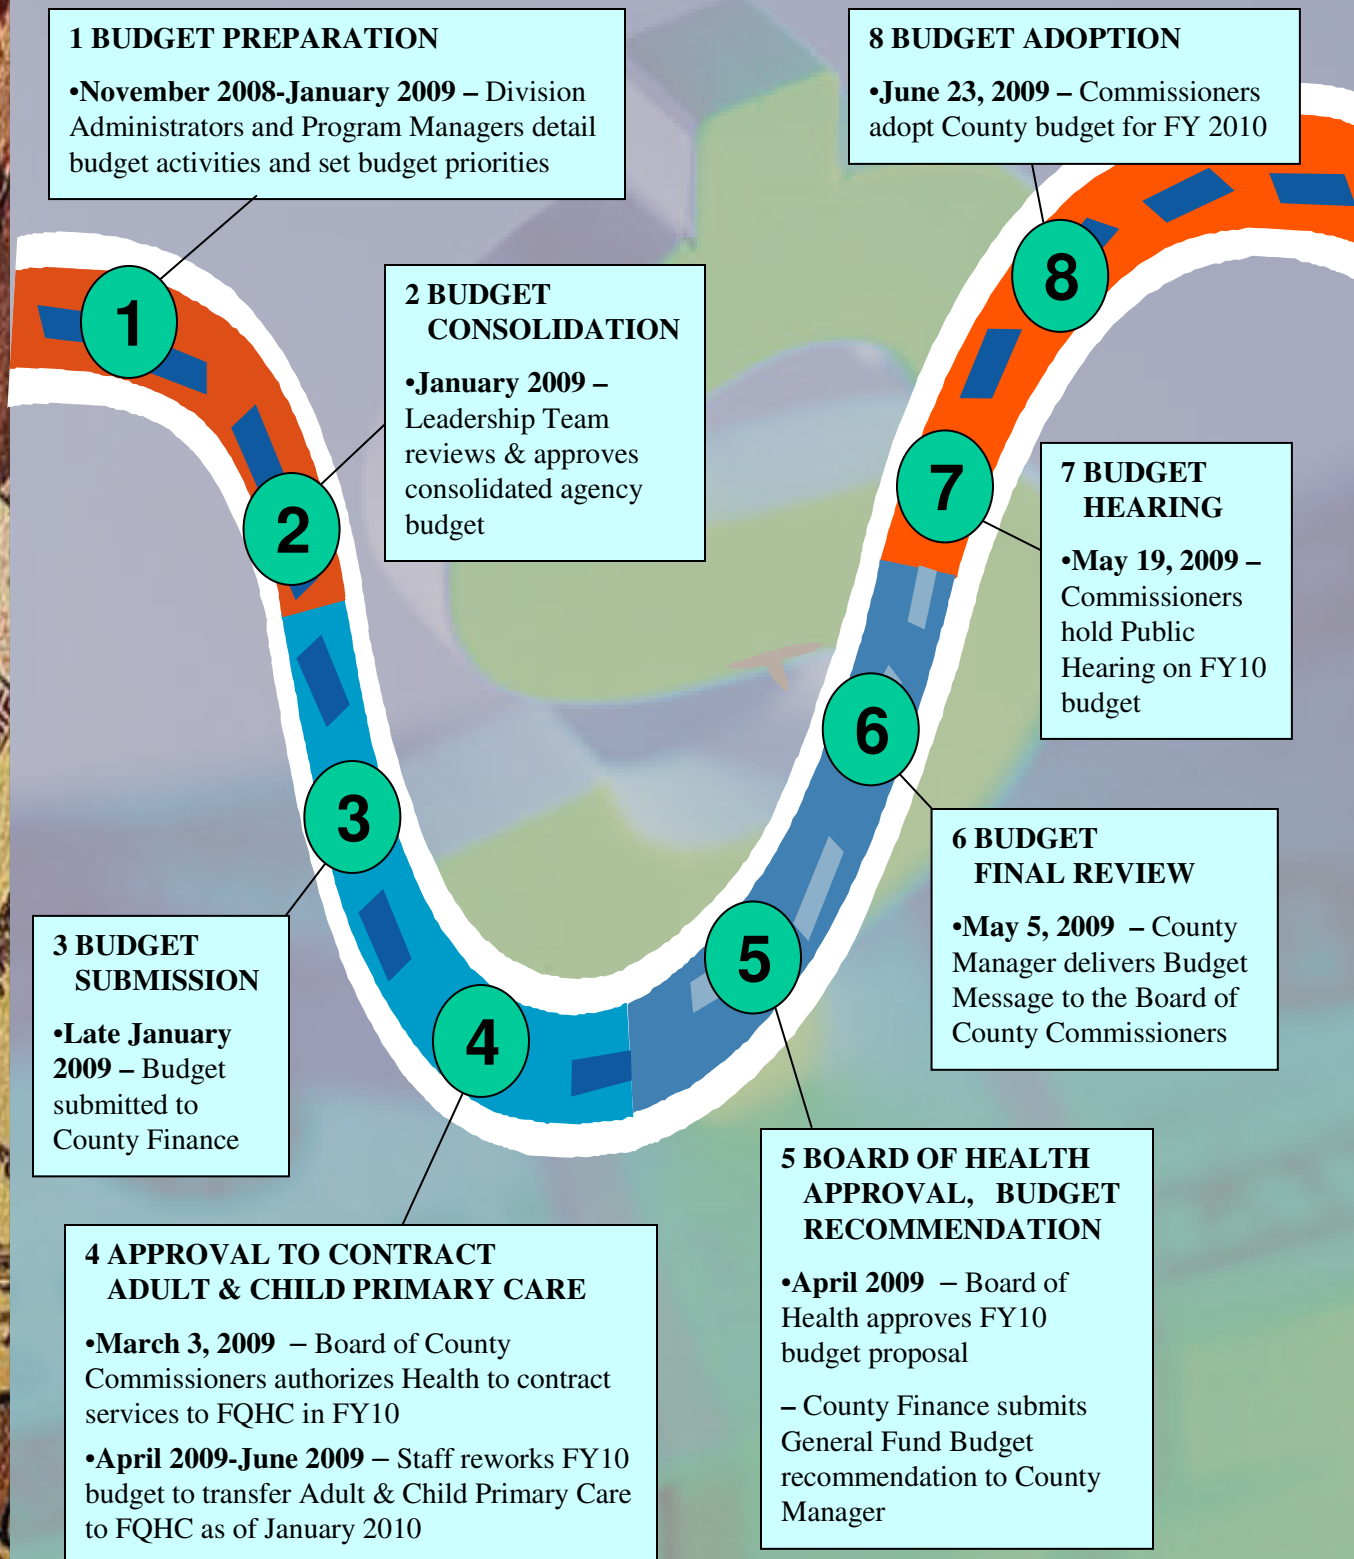 1 BUDGET PREPARATION
•November 2008-January 2009 – Division
Administrators and Program Managers detail
budget activities and set budget priorities
2 BUDGET
CONSOLIDATION
•January 2009 –
Leadership Team
reviews & approves
consolidated agency
budget
3 BUDGET
SUBMISSION
•Late January
2009 – Budget
submitted to
County Finance
4 APPROVAL TO CONTRACT
ADULT & CHILD PRIMARY CARE
•March 3, 2009 – Board of County
Commissioners authorizes Health to contract
services to FQHC in FY10
•April 2009-June 2009 – Staff reworks FY10
budget to transfer Adult & Child Primary Care
to FQHC as of January 2010
5 BOARD OF HEALTH
APPROVAL, BUDGET
RECOMMENDATION
•April 2009 – Board of
Health approves FY10
budget proposal
– County Finance submits
General Fund Budget
recommendation to County
Manager
6 BUDGET
FINAL REVIEW
•May 5, 2009 – County
Manager delivers Budget
Message to the Board of
County Commissioners
7 BUDGET
HEARING
•May 19, 2009 –
Commissioners
hold Public
Hearing on FY10
budget
8 BUDGET ADOPTION
•June 23, 2009 – Commissioners
adopt County budget for FY 2010
1
2
3
4
5
6
7
8